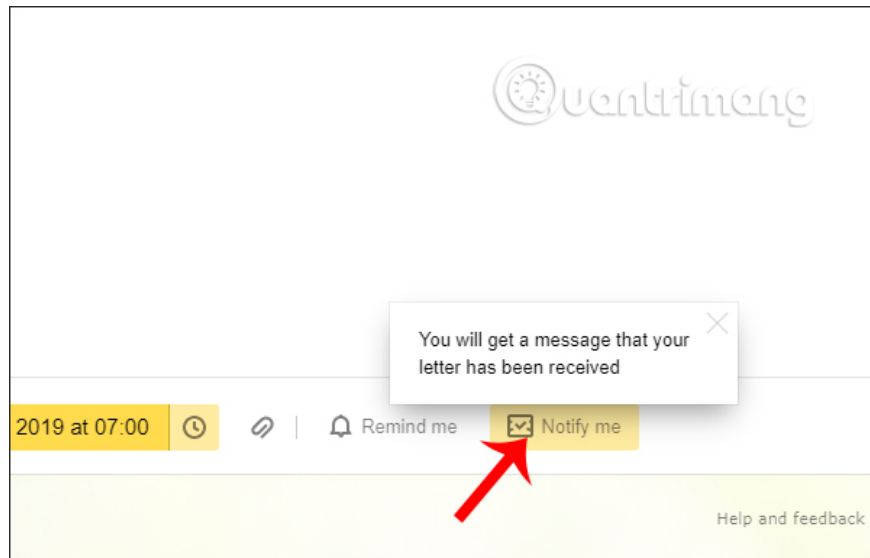 Quantrimang
You will get a message that your
letter has been received
2019 at 07:00
Remind me
Notify me
Help and feedback